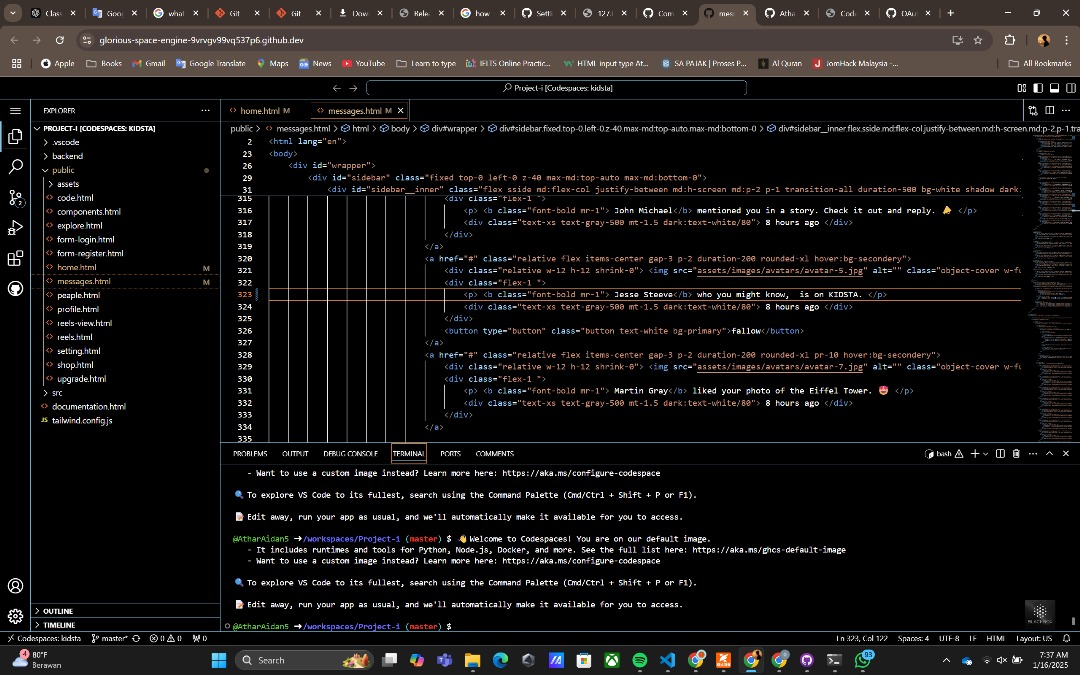 Clas
Goo
what
Git
Git
Dow
Rele
how
Setti
127.(
Com
mes
Atha
Code
OAu
glorious-space-engine-9vrvgv99vq537p6.github.dev
Apple
Books
Gmail
Google Translate
Maps
News
YouTube
Learn to type
IELTS Online Practic...
HTML input type At...
SA PAJAK | Proses P...
Al Quran
JomHack Malaysia -...
All Bookmarks
Project-i [Codespaces: kidsta]
EXPLORER
PROJECT-I [CODESPACES: KIDSTA]
.vscode
backend
public
assets
code.html
components.html
explore.html
form-login.html
form-register.html
home.html M
messages.html M
peaple.html
profile.html
reels-view.html
reels.html
setting.html
shop.html
upgrade.html
src
documentation.html
tailwind.config.js
OUTLINE
TIMELINE
home.html M
messages.html M
public > messages.html > html > body > div#wrapper > div#sidebar.fixed.top-0.left-0.z-40.max-md:top-auto.max-md:bottom-0 > div#sidebar__inner.flex.sside.md:flex-col.justify-between.md:h-screen.md:p-2.p-1.tra
2 <html lang="en">
23 <body>
26 <div id="wrapper">
29 <div id="sidebar" class="fixed top-0 left-0 z-40 max-md:top-auto max-md:bottom-0">
31 <div id="sidebar__inner" class="flex sside md:flex-col justify-between md:h-screen md:p-2 p-1 transition-all duration-500 bg-white shadow dark:
315 <div class="flex-1 ">
316 <p> <b class="font-bold mr-1"> John Michael</b> mentioned you in a story. Check it out and reply. 📣 </p>
317 <div class="text-xs text-gray-500 mt-1.5 dark:text-white/80"> 8 hours ago </div>
318 </div>
319 </a>
320 <a href="#" class="relative flex items-center gap-3 p-2 duration-200 rounded-xl hover:bg-secondery">
321 <div class="relative w-12 h-12 shrink-0"> <img src="assets/images/avatars/avatar-5.jpg" alt="" class="object-cover w-fu
322 <div class="flex-1 ">
323 <p> <b class="font-bold mr-1"> Jesse Steeve</b> who you might know,  is on KIDSTA. </p>
324 <div class="text-xs text-gray-500 mt-1.5 dark:text-white/80"> 8 hours ago </div>
325 </div>
326 <button type="button" class="button text-white bg-primary">fallow</button>
327 </a>
328 <a href="#" class="relative flex items-center gap-3 p-2 duration-200 rounded-xl pr-10 hover:bg-secondery">
329 <div class="relative w-12 h-12 shrink-0"> <img src="assets/images/avatars/avatar-7.jpg" alt="" class="object-cover w-fu
330 <div class="flex-1 ">
331 <p> <b class="font-bold mr-1"> Martin Gray</b> liked your photo of the Eiffel Tower. 😍 </p>
332 <div class="text-xs text-gray-500 mt-1.5 dark:text-white/80"> 8 hours ago </div>
333 </div>
334 </a>
335
PROBLEMS
OUTPUT
DEBUG CONSOLE
TERMINAL
PORTS
COMMENTS
bash
- Want to use a custom image instead? Learn more here: https://aka.ms/configure-codespace
🔍 To explore VS Code to its fullest, search using the Command Palette (Cmd/Ctrl + Shift + P or F1).
📝 Edit away, run your app as usual, and we'll automatically make it available for you to access.
@AtharAidan5 ➜/workspaces/Project-i (master) $ 👋 Welcome to Codespaces! You are on our default image.
- It includes runtimes and tools for Python, Node.js, Docker, and more. See the full list here: https://aka.ms/ghcs-default-image
- Want to use a custom image instead? Learn more here: https://aka.ms/configure-codespace
🔍 To explore VS Code to its fullest, search using the Command Palette (Cmd/Ctrl + Shift + P or F1).
📝 Edit away, run your app as usual, and we'll automatically make it available for you to access.
@AtharAidan5 ➜/workspaces/Project-i (master) $
Codespaces: kidsta
master*
0 0
0
Ln 323, Col 122
Spaces: 4
UTF-8
LF
HTML
Layout: US
80°F
Berawan
Search
93
7:37 AM
1/16/2025